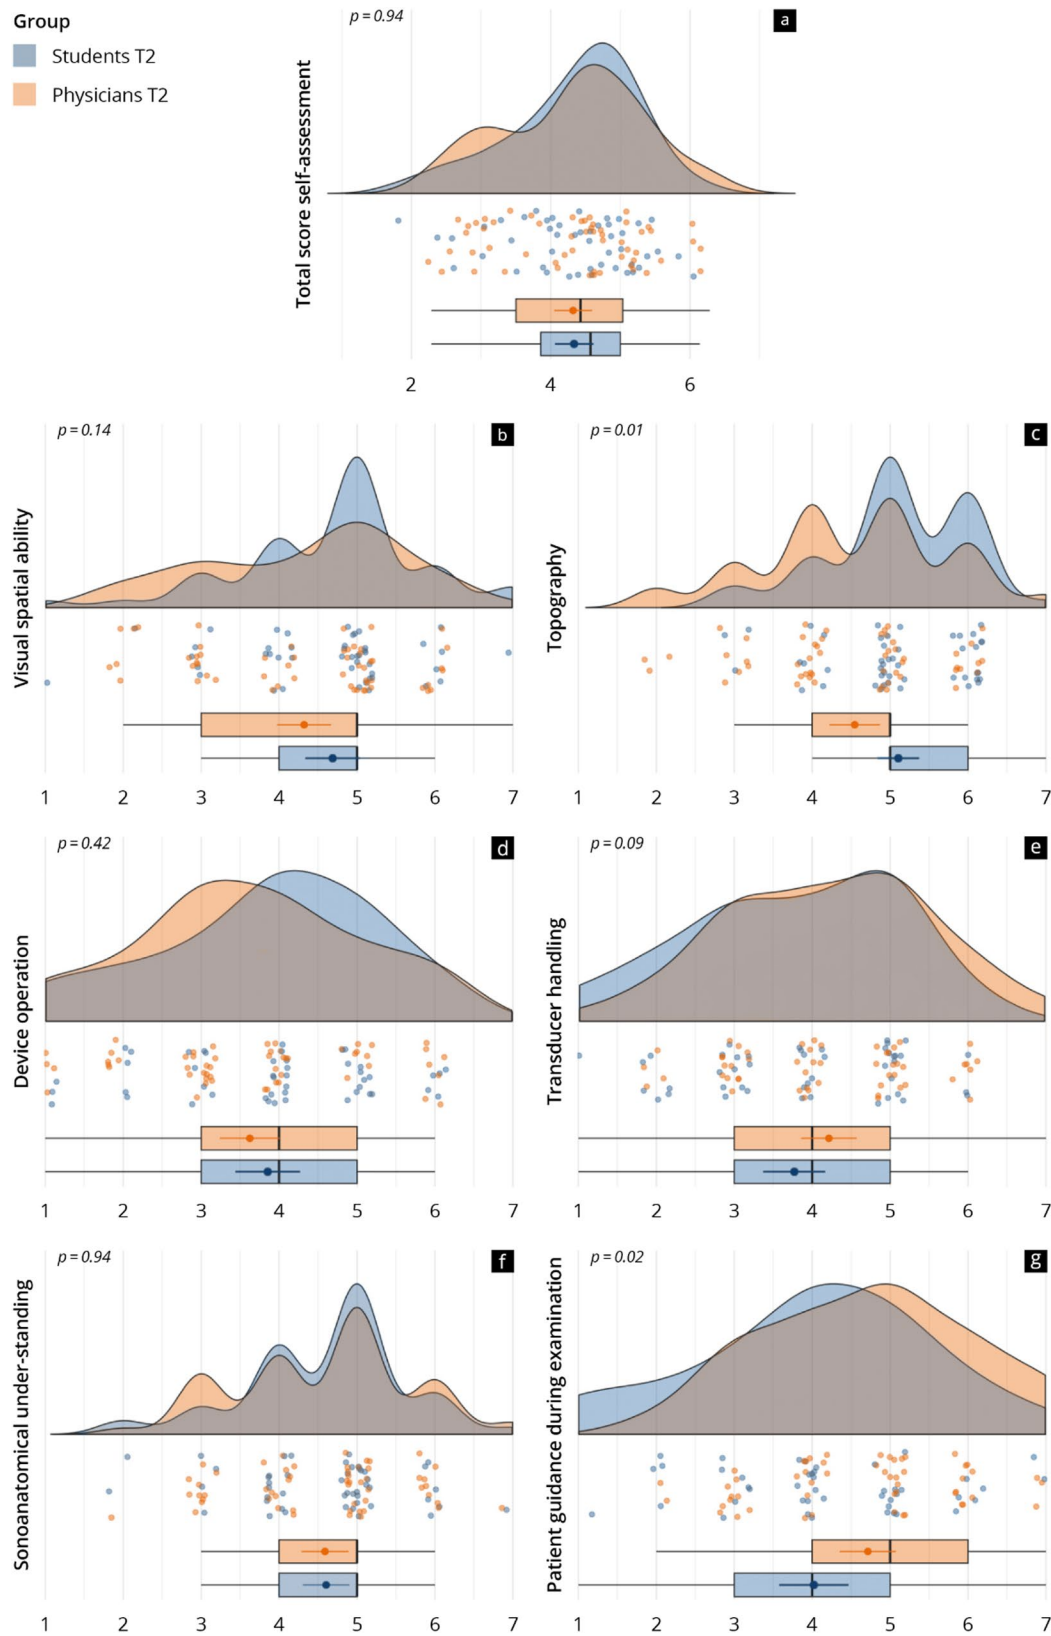 Group
Students T2
Physicians T2
p = 0.94
a
Total score self-assessment
2 4 6
p = 0.14
b
Visual spatial ability
1 2 3 4 5 6 7
p = 0.01
c
Topography
1 2 3 4 5 6 7
p = 0.42
d
Device operation
1 2 3 4 5 6 7
p = 0.09
e
Transducer handling
1 2 3 4 5 6 7
p = 0.94
f
Sonoanatomical under-standing
1 2 3 4 5 6 7
p = 0.02
g
Patient guidance during examination
1 2 3 4 5 6 7